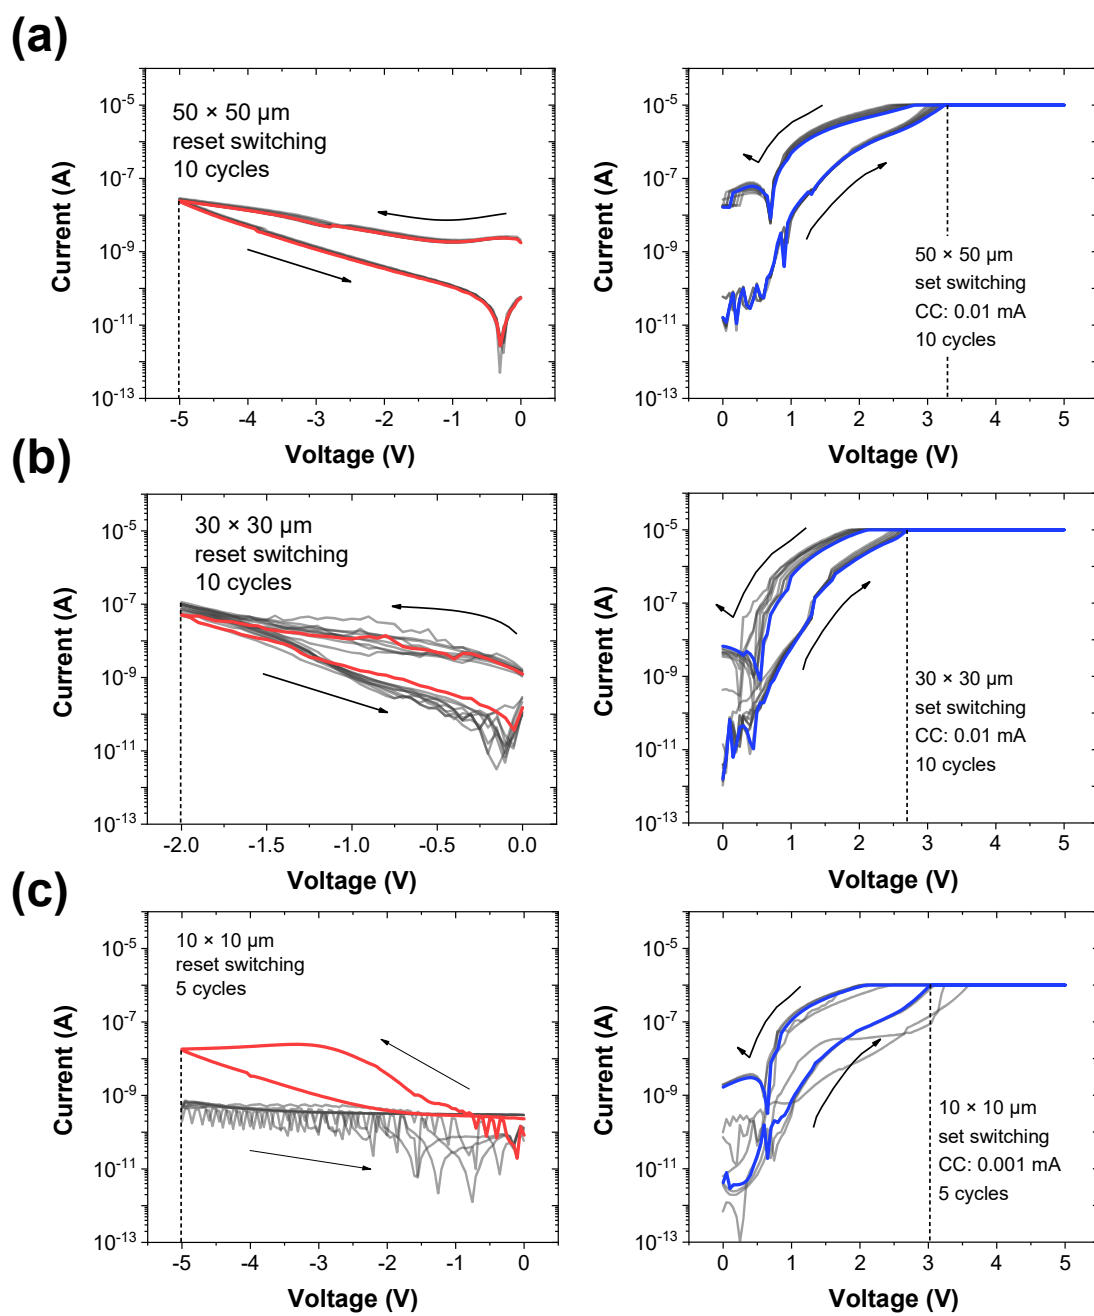 (a)
Current (A)
10⁻⁵
10⁻⁷
10⁻⁹
10⁻¹¹
10⁻¹³
50 × 50 µm
reset switching
10 cycles
-5 -4 -3 -2 -1 0
Voltage (V)
Current (A)
10⁻⁵
10⁻⁷
10⁻⁹
10⁻¹¹
10⁻¹³
50 × 50 µm
set switching
CC: 0.01 mA
10 cycles
0 1 2 3 4 5
Voltage (V)
(b)
Current (A)
10⁻⁵
10⁻⁷
10⁻⁹
10⁻¹¹
10⁻¹³
30 × 30 µm
reset switching
10 cycles
-2.0 -1.5 -1.0 -0.5 0.0
Voltage (V)
Current (A)
10⁻⁵
10⁻⁷
10⁻⁹
10⁻¹¹
10⁻¹³
30 × 30 µm
set switching
CC: 0.01 mA
10 cycles
0 1 2 3 4 5
Voltage (V)
(c)
Current (A)
10⁻⁵
10⁻⁷
10⁻⁹
10⁻¹¹
10⁻¹³
10 × 10 µm
reset switching
5 cycles
-5 -4 -3 -2 -1 0
Voltage (V)
Current (A)
10⁻⁵
10⁻⁷
10⁻⁹
10⁻¹¹
10⁻¹³
10 × 10 µm
set switching
CC: 0.001 mA
5 cycles
0 1 2 3 4 5
Voltage (V)